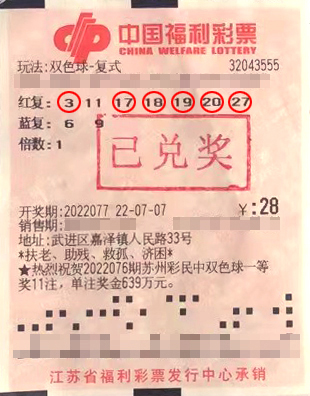 中国福利彩票
CHINA WELFARE LOTTERY
玩法:双色球-复式 32043555
红复: 3 11 17 18 19 20 27
蓝复: 6 9
倍数:1
已兑奖
开奖期:2022077 22-07-07 ¥:28
销售期:
地址:武进区嘉泽镇人民路33号
*扶老、助残、救孤、济困*
★热烈祝贺2022076期苏州彩民中双色球一等
奖11注，单注奖金639万元。
江苏省福利彩票发行中心承销